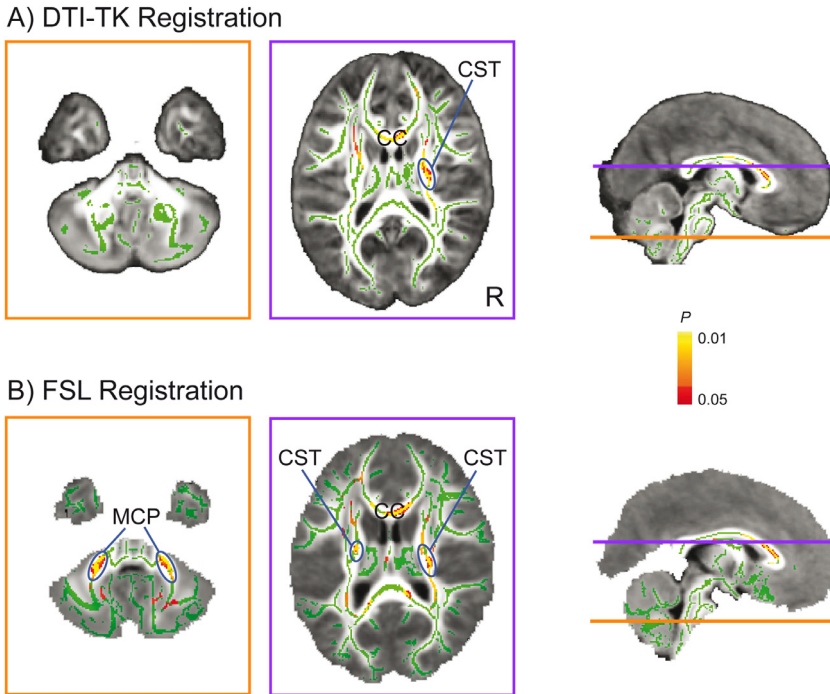 A) DTI-TK Registration
CST
CC
R
P
0.01
0.05
B) FSL Registration
CST
CST
MCP
CC